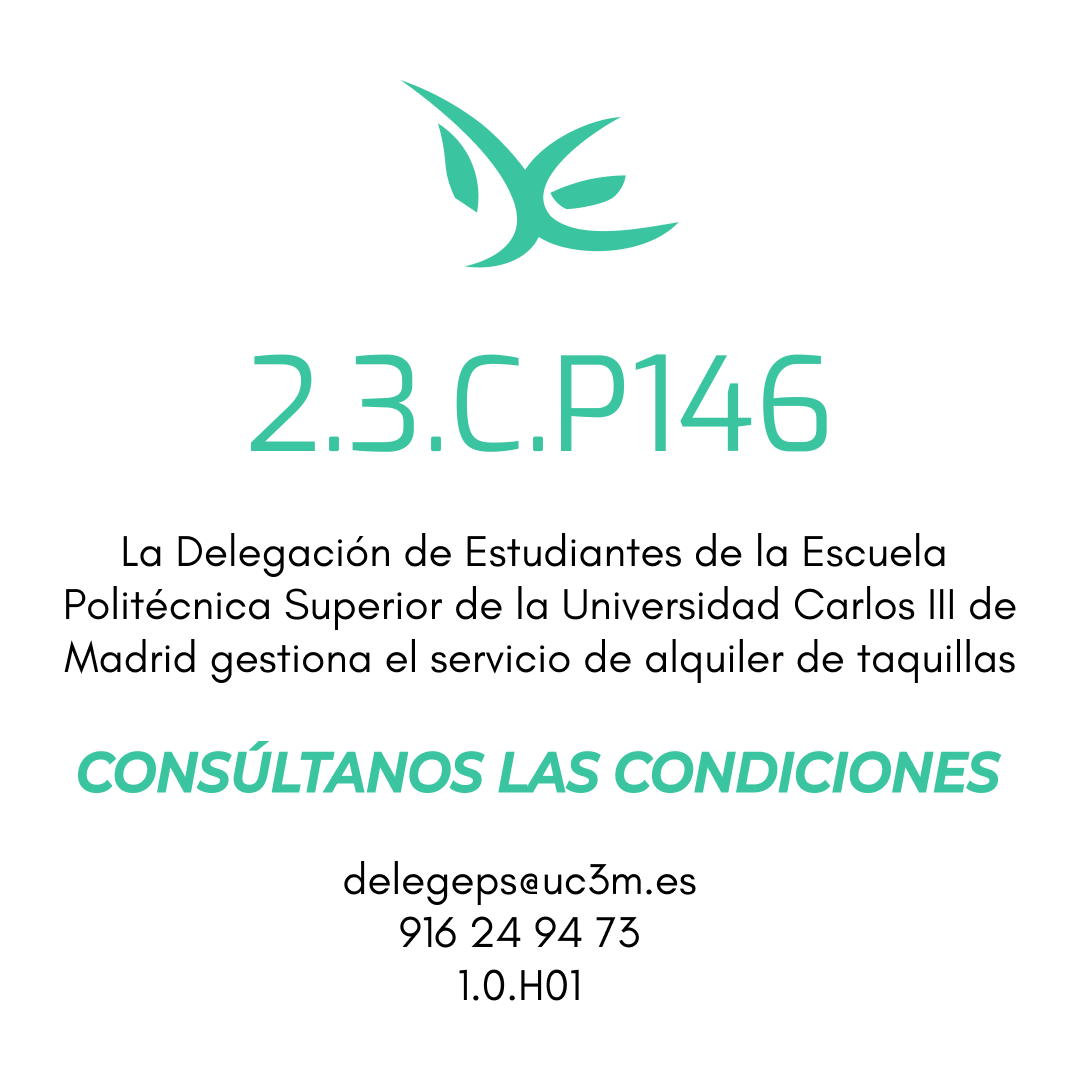 2.3.C.P146
La Delegación de Estudiantes de la Escuela
Politécnica Superior de la Universidad Carlos III de
Madrid gestiona el servicio de alquiler de taquillas
CONSÚLTANOS LAS CONDICIONES
delegeps@uc3m.es
916 24 94 73
1.0.H01